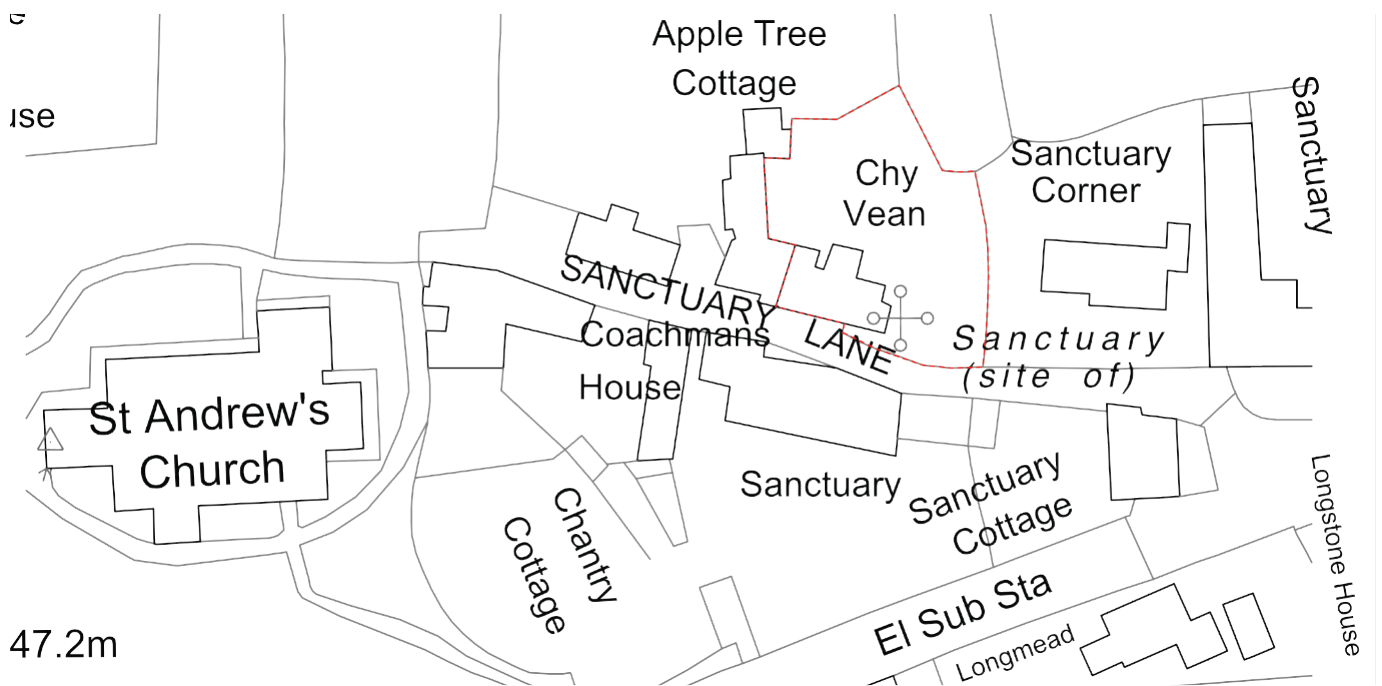 Apple Tree
Cottage
Chy
Vean
Sanctuary
Corner
Sanctuary
SANCTUARY
LANE
Coachmans
House
Sanctuary
(site of)
St Andrew's
Church
Sanctuary
Sanctuary
Cottage
Chantry
Cottage
El Sub Sta
Longmead
Longstone House
47.2m